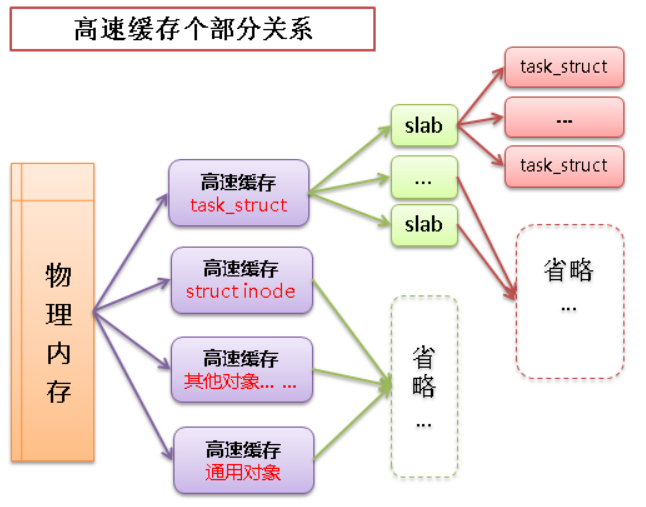 高速缓存个部分关系
物
理
内
存
高速缓存
task_struct
高速缓存
struct inode
高速缓存
其他对象... ...
高速缓存
通用对象
slab
...
slab
省
略
...
task_struct
...
task_struct
省略
...